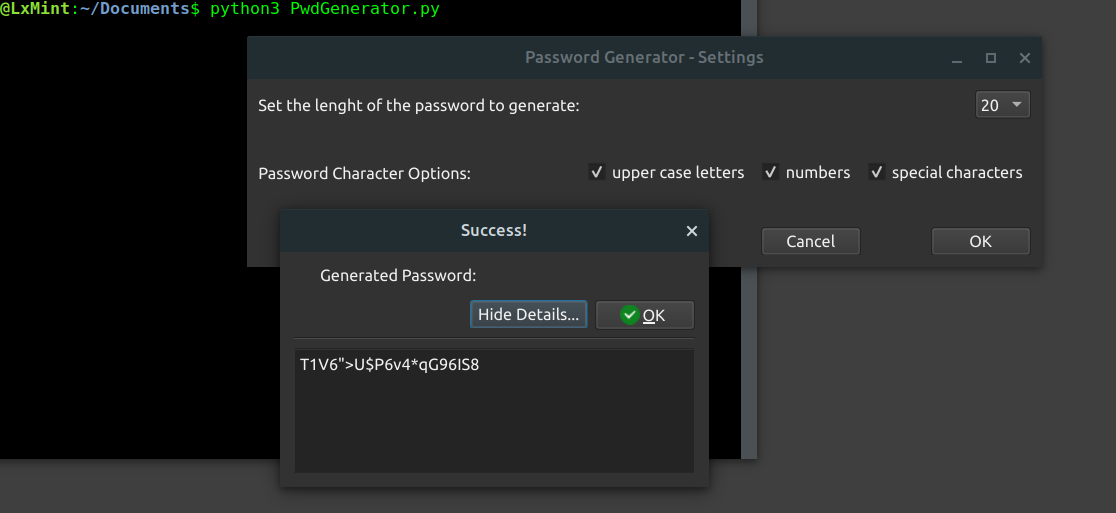 @LxMint:~/Documents$ python3 PwdGenerator.py
Password Generator - Settings
Set the lenght of the password to generate:
20
Password Character Options:
upper case letters
numbers
special characters
Cancel
OK
Success!
Generated Password:
Hide Details...
OK
T1V6">U$P6v4*qG96IS8